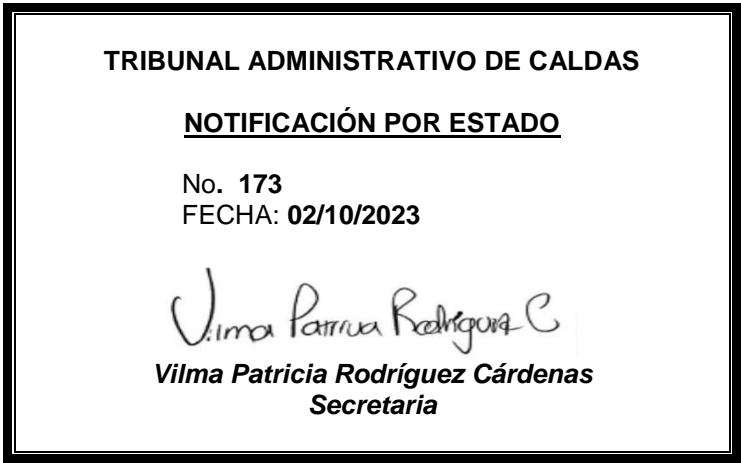 TRIBUNAL ADMINISTRATIVO DE CALDAS
NOTIFICACIÓN POR ESTADO
No. 173
FECHA: 02/10/2023
Vilma Patricia Rodríguez C
Vilma Patricia Rodríguez Cárdenas
Secretaria